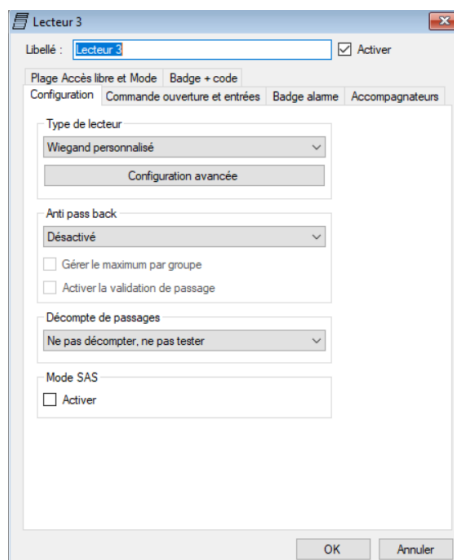 Lecteur 3
Libellé : Lecteur 3 Activer
Plage Accès libre et Mode Badge + code
Configuration Commande ouverture et entrées Badge alarme Accompagnateurs
Type de lecteur
Wiegand personnalisé
Configuration avancée
Anti pass back
Désactivé
Gérer le maximum par groupe
Activer la validation de passage
Décompte de passages
Ne pas décompter, ne pas tester
Mode SAS
Activer
OK Annuler